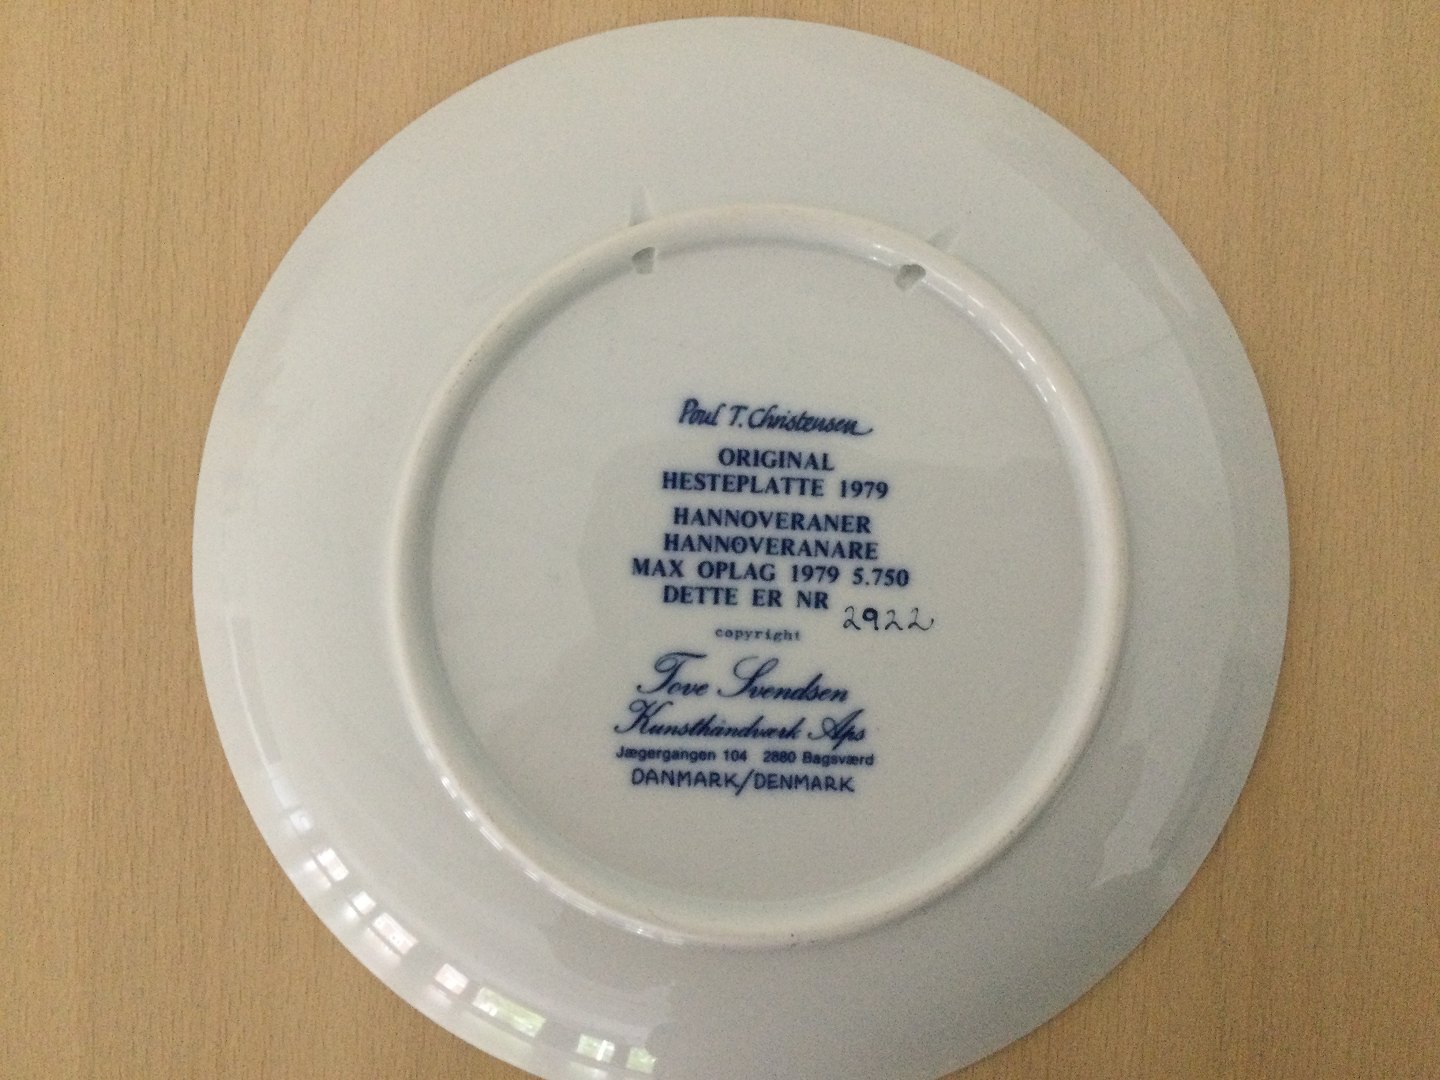 Poul T. Christensen
ORIGINAL
HESTEPLATTE 1979
HANNOVERANER
HANNOVERANARE
MAX OPLAG 1979 5.750
DETTE ER NR 2922
copyright
Tove Svendsen
Kunsthåndværk Aps
Jægergangen 104 2880 Bagsværd
DANMARK/DENMARK